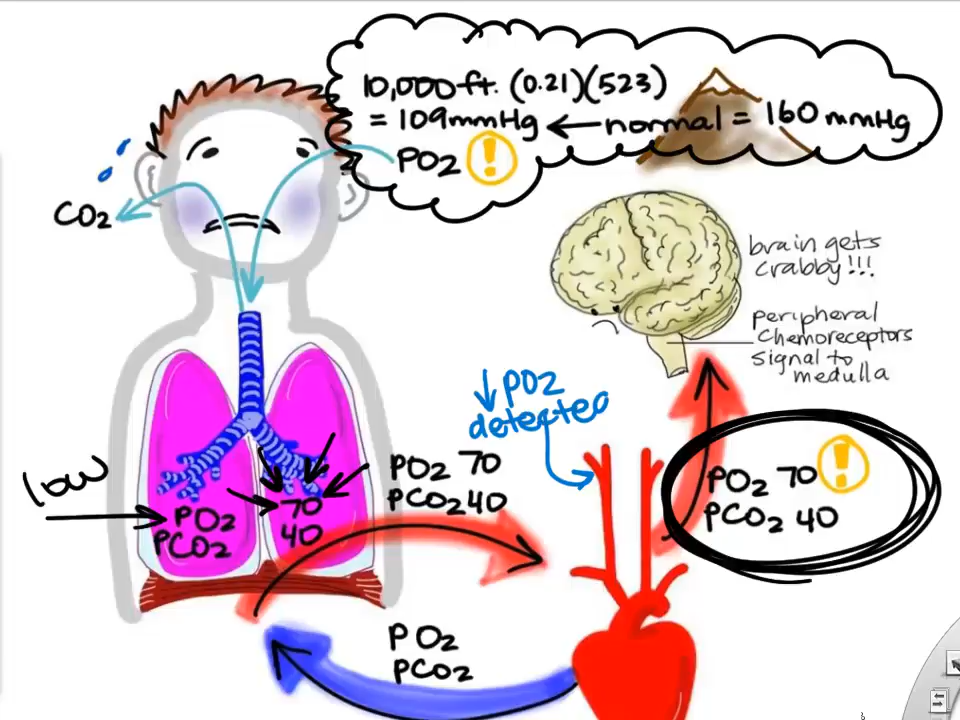 10,000 ft. (0.21)(523)
= 109 mmHg ← normal = 160 mmHg
PO2 !
CO2
brain gets
crabby!!!
peripheral
chemoreceptors
signal to
medulla
↓ PO2
detected
low
PO2 70
PCO2 40
PO2 70
PCO2 40
PO2 70 !
PCO2 40
PO2
PCO2